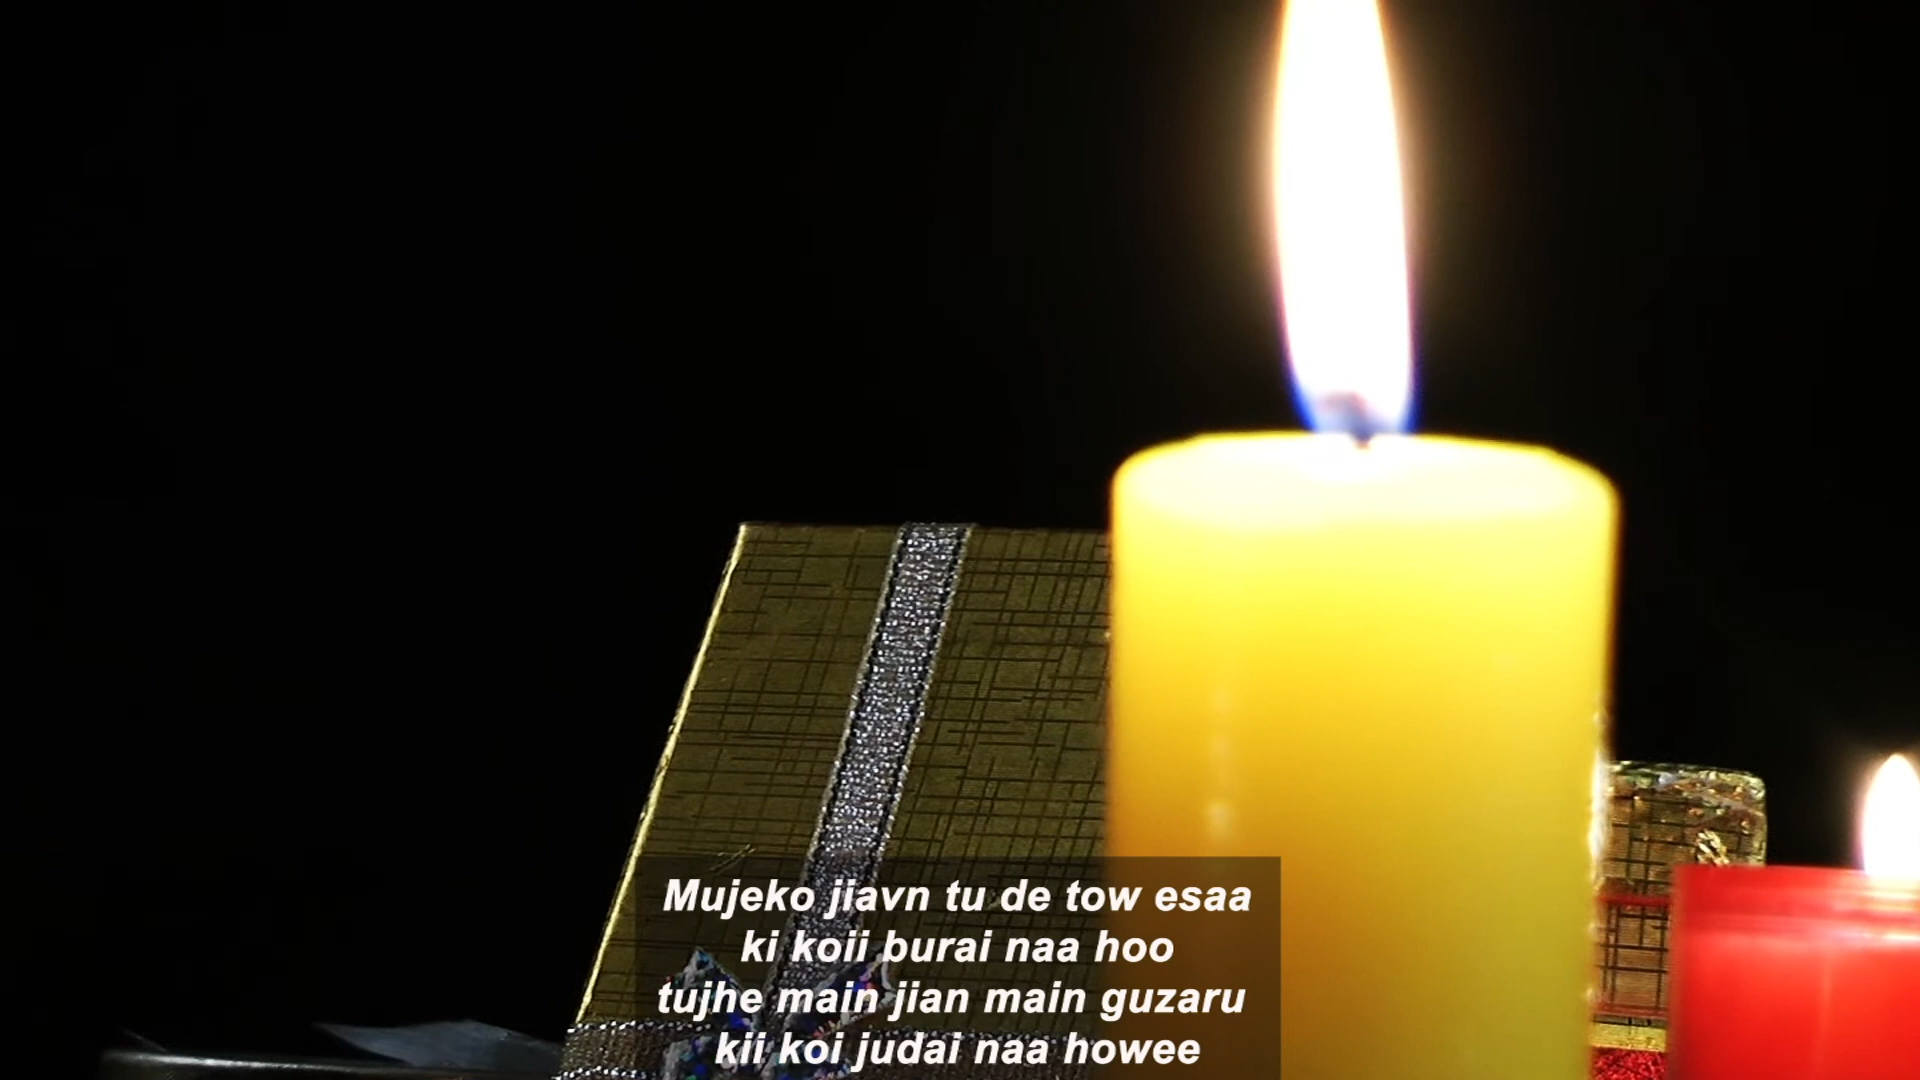 Mujeko jiavn tu de tow esaa
ki koii burai naa hoo
tujhe main jian main guzaru
kii koi judai naa howee